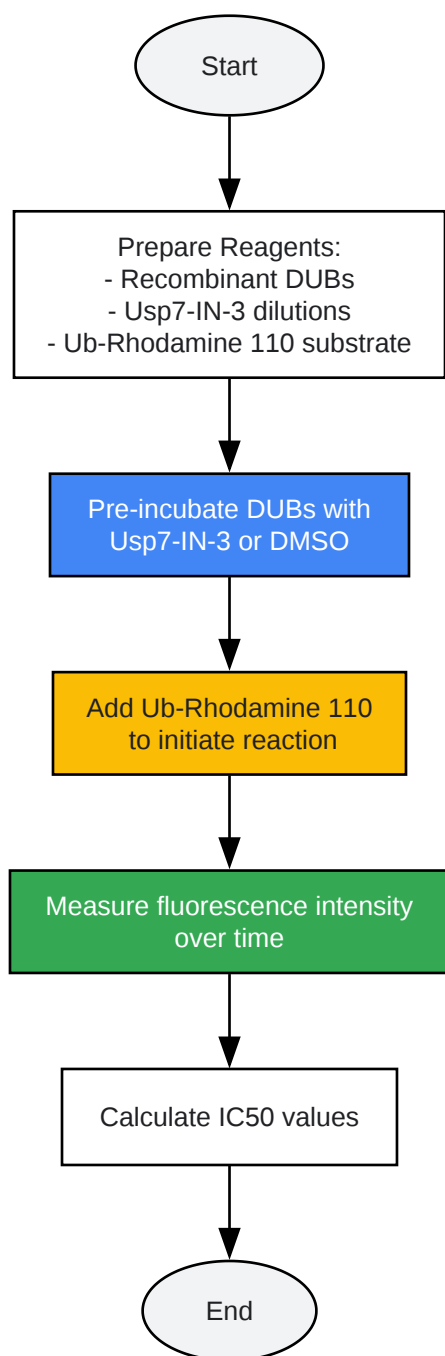 Start
Prepare Reagents:
- Recombinant DUBs
- Usp7-IN-3 dilutions
- Ub-Rhodamine 110 substrate
Pre-incubate DUBs with
Usp7-IN-3 or DMSO
Add Ub-Rhodamine 110
to initiate reaction
Measure fluorescence intensity
over time
Calculate IC50 values
End